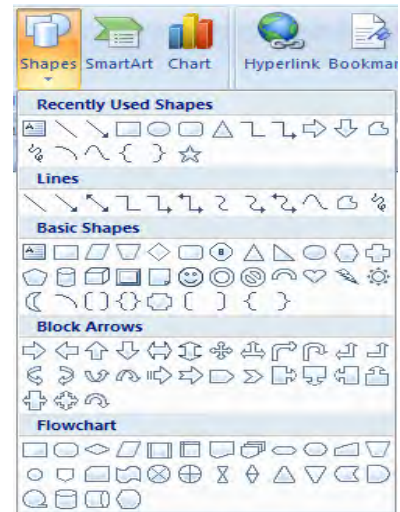 Shapes SmartArt Chart Hyperlink Bookmar
Recently Used Shapes
Lines
Basic Shapes
Block Arrows
Flowchart